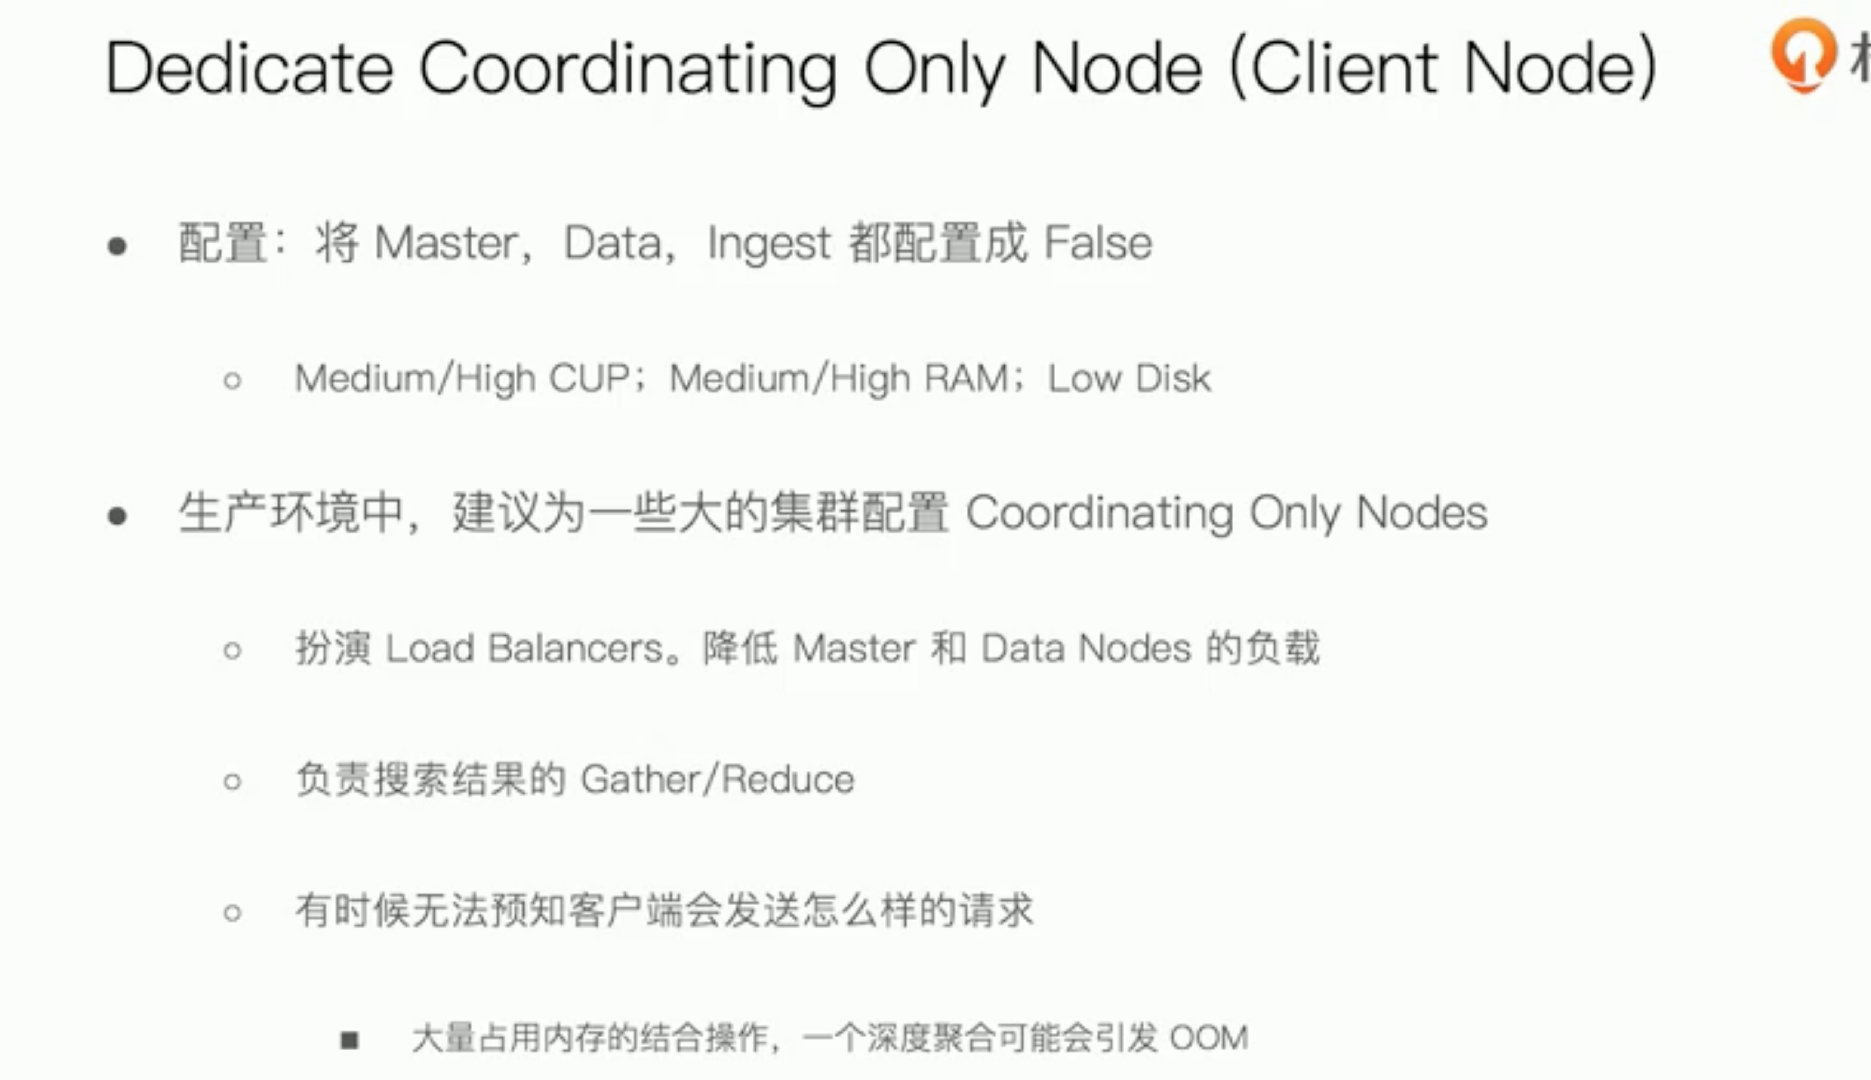 Dedicate Coordinating Only Node (Client Node)
配置：将 Master，Data，Ingest 都配置成 False
Medium/High CUP；Medium/High RAM；Low Disk
生产环境中，建议为一些大的集群配置 Coordinating Only Nodes
扮演 Load Balancers。降低 Master 和 Data Nodes 的负载
负责搜索结果的 Gather/Reduce
有时候无法预知客户端会发送怎么样的请求
大量占用内存的结合操作，一个深度聚合可能会引发 OOM